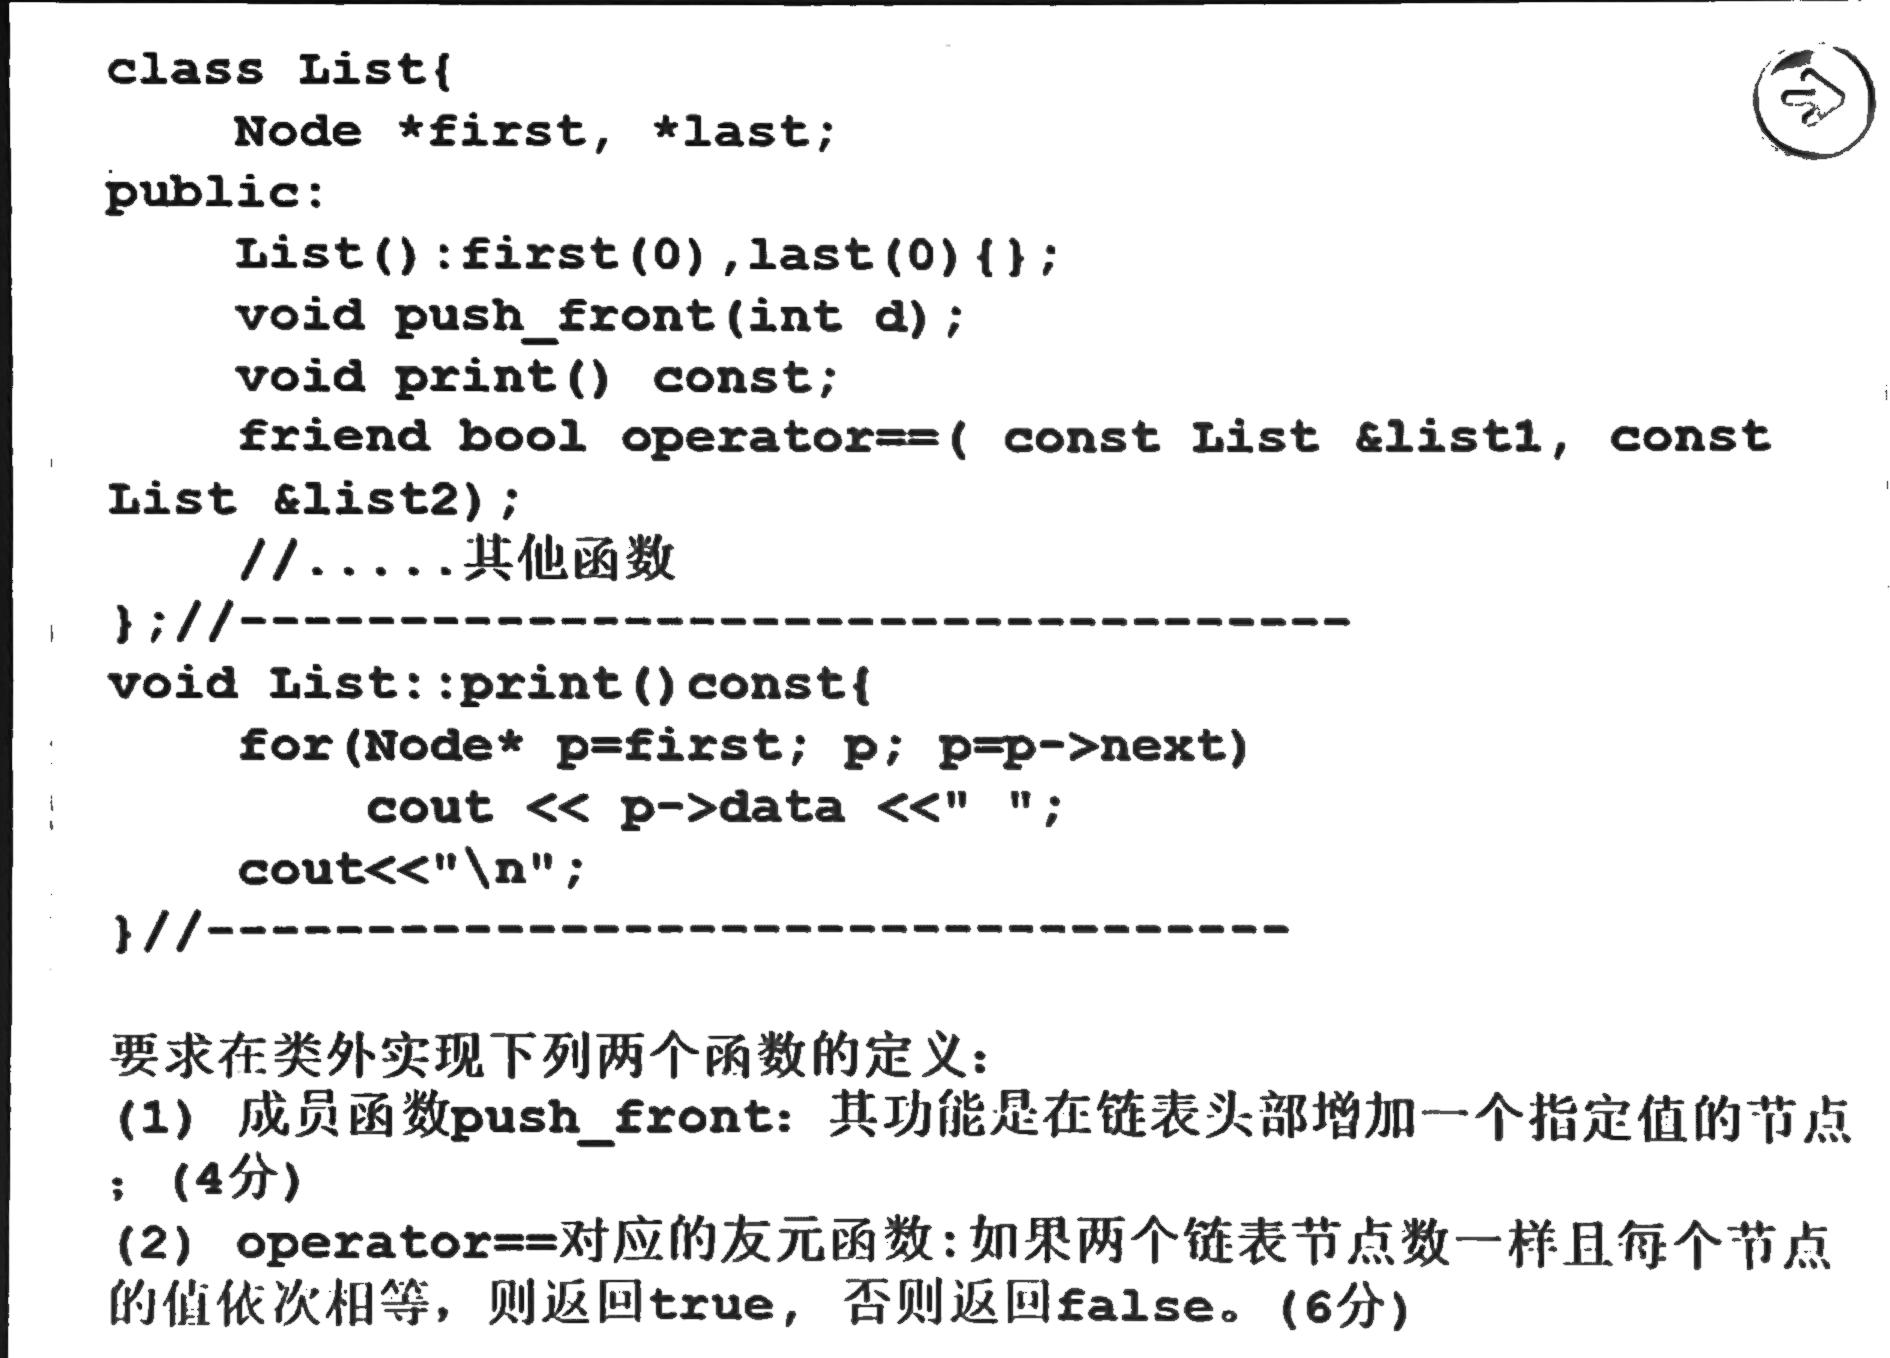 class List{
    Node *first, *last;
public:
    List():first(0),last(0){};
    void push_front(int d);
    void print() const;
    friend bool operator==( const List &list1, const
List &list2);
    //.....其他函数
};//-----------------------------------
void List::print()const{
    for(Node* p=first; p; p=p->next)
        cout << p->data <<" ";
    cout<<"\n";
}//----------------------------------
要求在类外实现下列两个函数的定义：
(1) 成员函数push_front: 其功能是在链表头部增加一个指定值的节点
；(4分)
(2) operator==对应的友元函数:如果两个链表节点数一样且每个节点
的值依次相等，则返回true, 否则返回false。(6分)